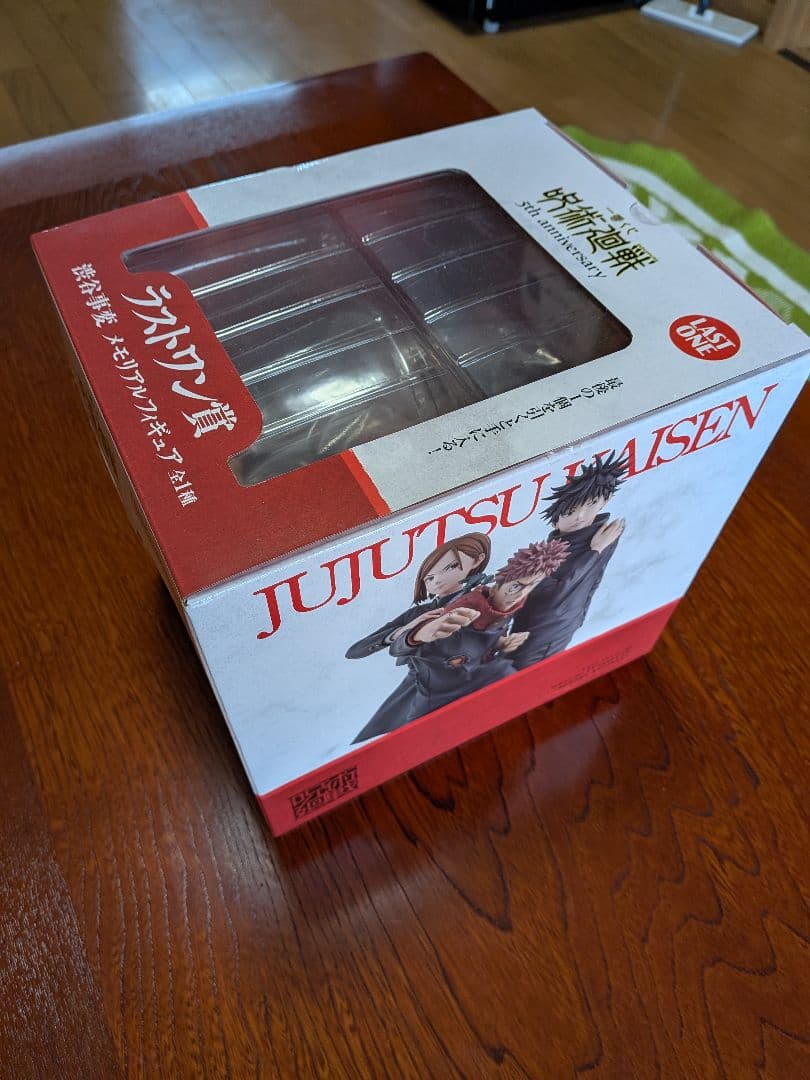 一番くじ
呪術廻戦
5th anniversary
LAST
ONE
ラストワン賞
渋谷事変 メモリアルフィギュア 全1種
最後の1個を引くと手に入る!
JUJUTSU KAISEN